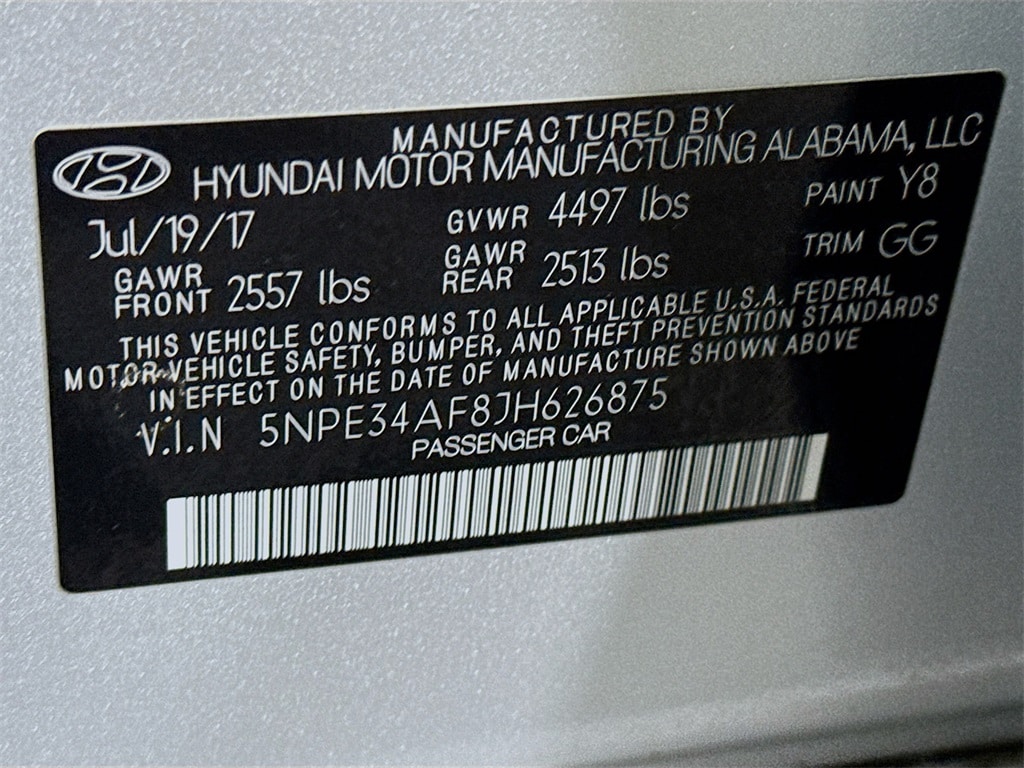 MANUFACTURED BY
HYUNDAI MOTOR MANUFACTURING ALABAMA, LLC
Jul/19/17 GVWR 4497 lbs PAINT Y8
GAWR FRONT 2557 lbs GAWR REAR 2513 lbs TRIM GG
THIS VEHICLE CONFORMS TO ALL APPLICABLE U.S.A. FEDERAL
MOTOR VEHICLE SAFETY, BUMPER, AND THEFT PREVENTION STANDARDS
IN EFFECT ON THE DATE OF MANUFACTURE SHOWN ABOVE
V.I.N 5NPE34AF8JH626875
PASSENGER CAR